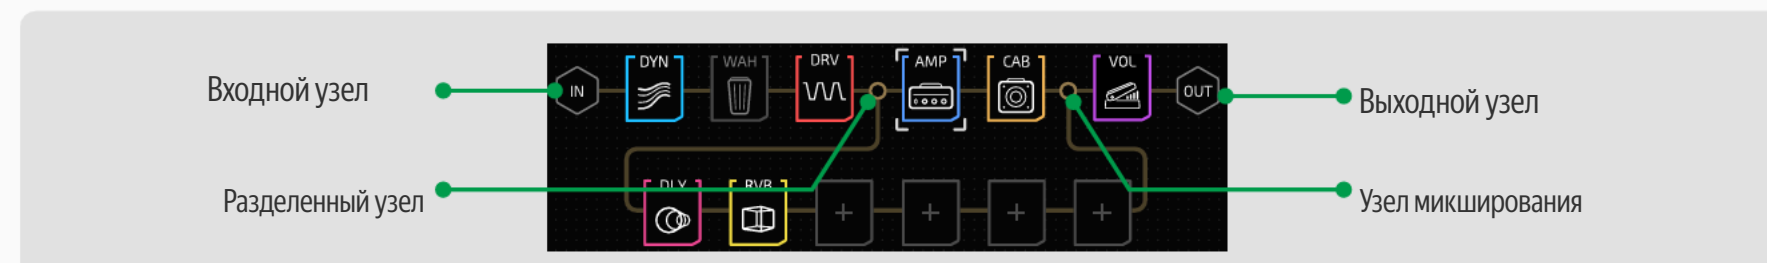 DYN WAH DRV AMP CAB VOL
Входной узел IN OUT Выходной узел
DLY RVB
Разделенный узел Узел микширования
+ + + +